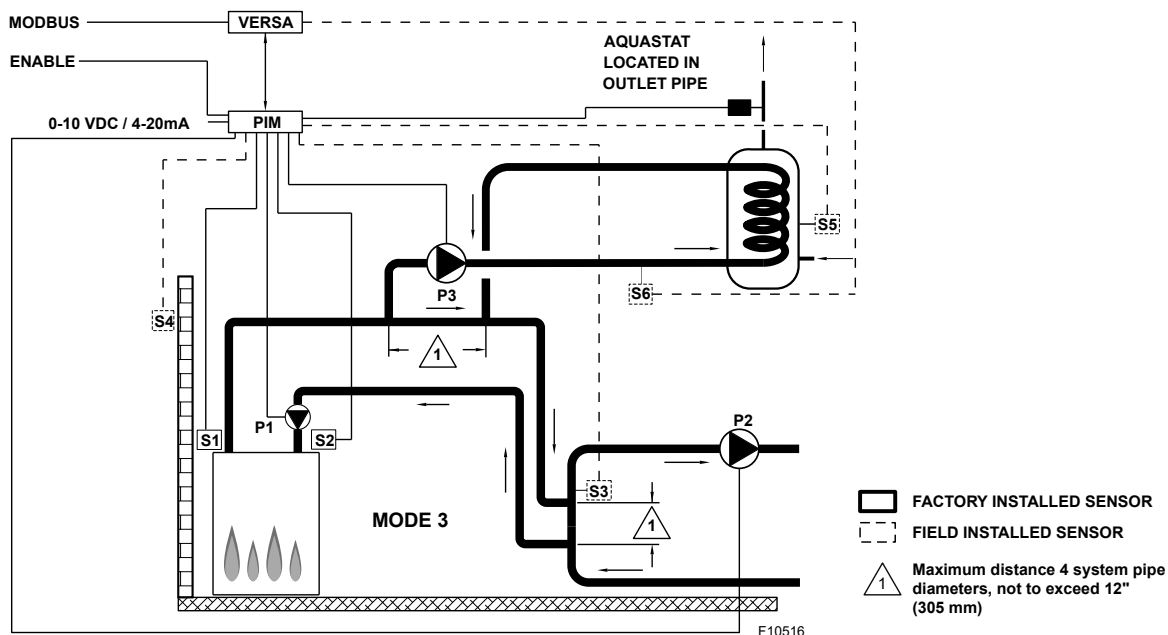 MODBUS
VERSA
ENABLE
AQUASTAT
LOCATED IN
OUTLET PIPE
0-10 VDC / 4-20mA
PIM
S5
P3
S6
S4
1
P1
S1
S2
P2
S3
MODE 3
1
FACTORY INSTALLED SENSOR
FIELD INSTALLED SENSOR
1
Maximum distance 4 system pipe
diameters, not to exceed 12"
(305 mm)
F10516